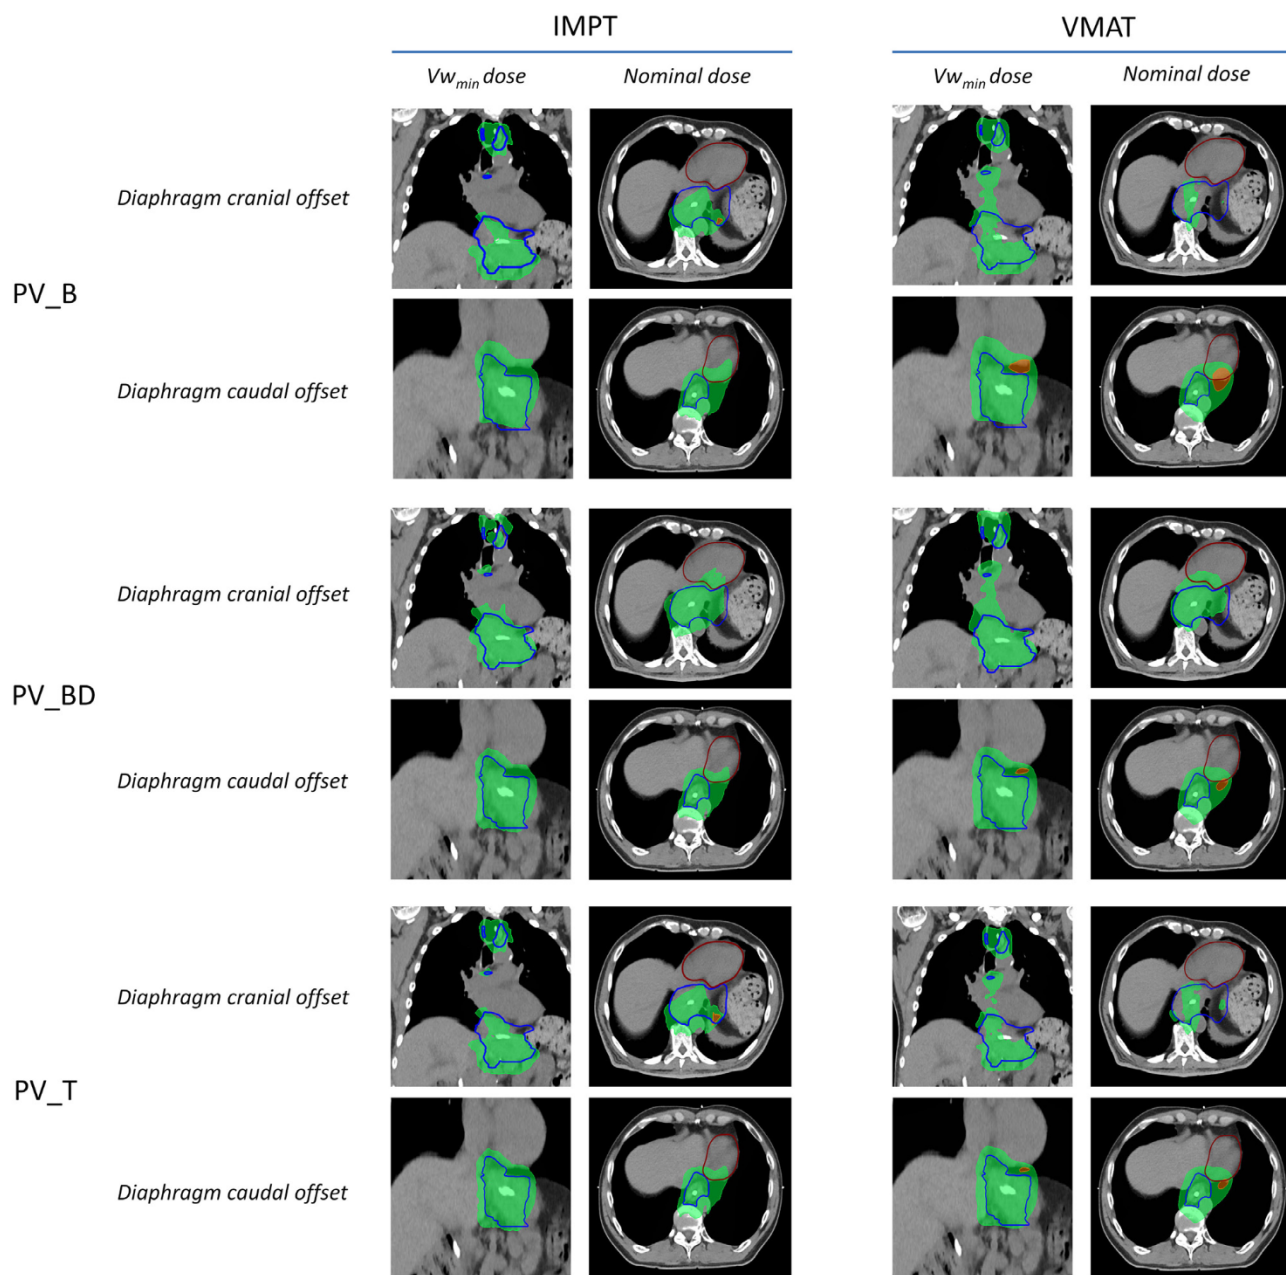 IMPT VMAT
Vw_min dose Nominal dose Vw_min dose Nominal dose
Diaphragm cranial offset
PV_B
Diaphragm caudal offset
Diaphragm cranial offset
PV_BD
Diaphragm caudal offset
Diaphragm cranial offset
PV_T
Diaphragm caudal offset